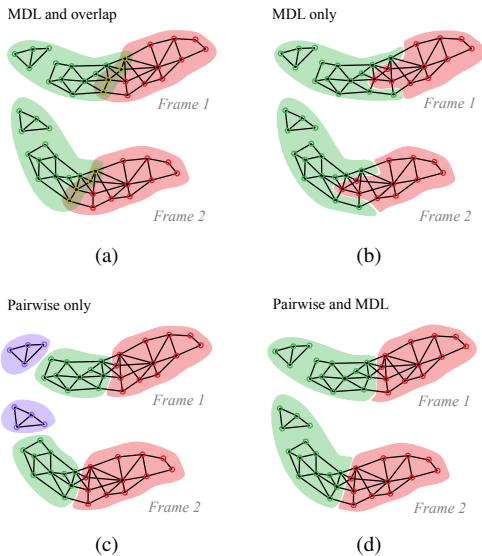 MDL and overlap
MDL only
Frame 1
Frame 1
Frame 2
Frame 2
(a)
(b)
Pairwise only
Pairwise and MDL
Frame 1
Frame 1
Frame 2
Frame 2
(c)
(d)